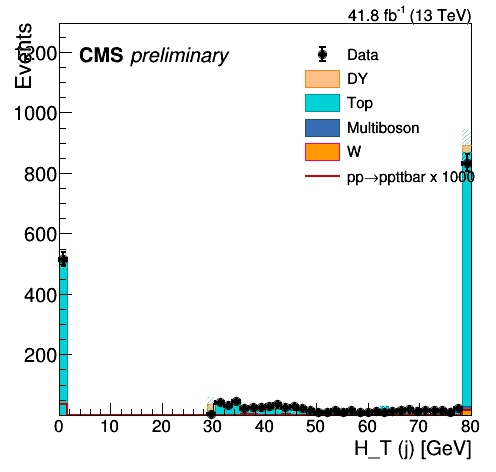 41.8 fb⁻¹ (13 TeV)
Events
CMS preliminary
Data
DY
Top
Multiboson
W
pp→ppttbar x 1000
1200
1000
800
600
400
200
0 10 20 30 40 50 60 70 80
H_T (j) [GeV]